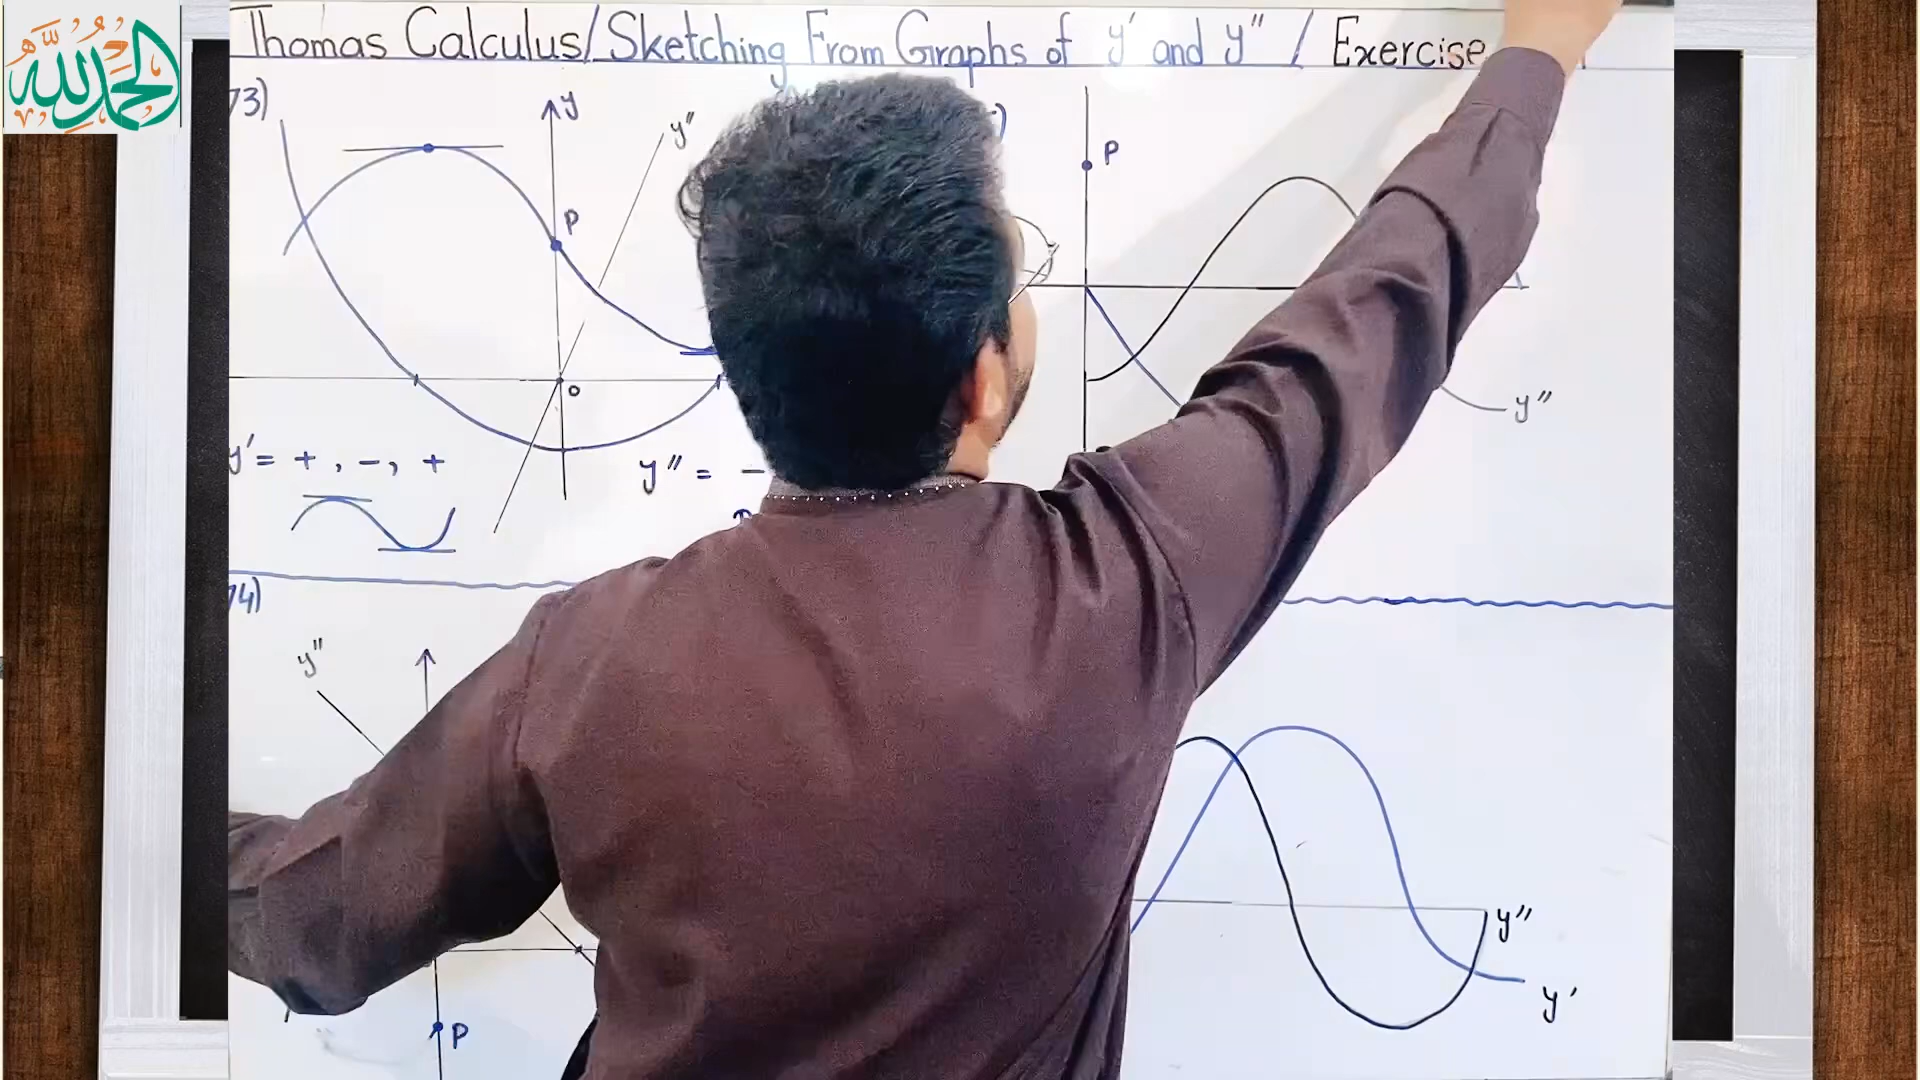 الحمد لله
Thomas Calculus / Sketching From Graphs of y' and y" / Exercise
73)
y
y"
P
o
y' = + , - , +
y" = -
P
y"
74)
y"
P
y"
y'